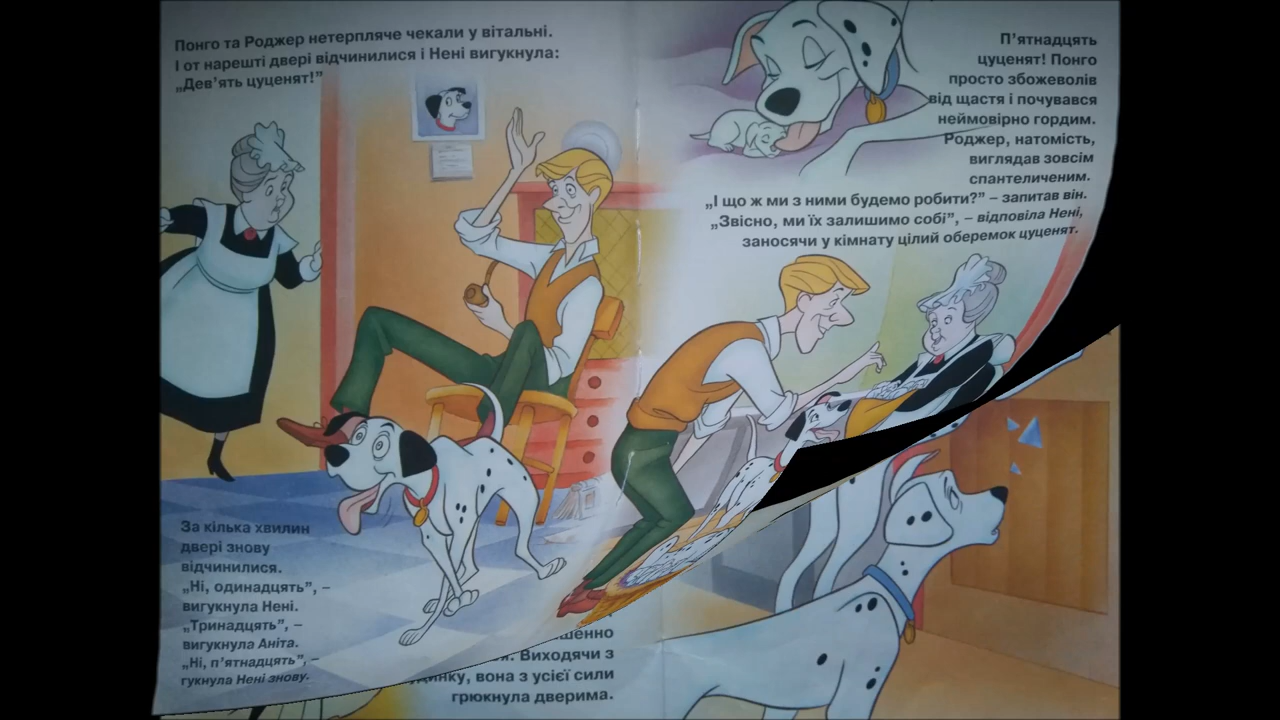 Понго та Роджер нетерпляче чекали у вітальні.
І от нарешті двері відчинилися і Нені вигукнула:
„Дев’ять цуценят!”
За кілька хвилин
двері знову
відчинилися.
„Ні, одинадцять”, –
вигукнула Нені.
„Тринадцять”, –
вигукнула Аніта.
„Ні, п’ятнадцять”, –
гукнула Нені знову.
П’ятнадцять
цуценят! Понго
просто збожеволів
від щастя і почувався
неймовірно гордим.
Роджер, натомість,
виглядав зовсім
спантеличеним.
„І що ж ми з ними будемо робити?” – запитав він.
„Звісно, ми їх залишимо собі”, – відповіла Нені,
заносячи у кімнату цілий оберемок цуценят.
Виходячи з
вона з усієї сили
грюкнула дверима.